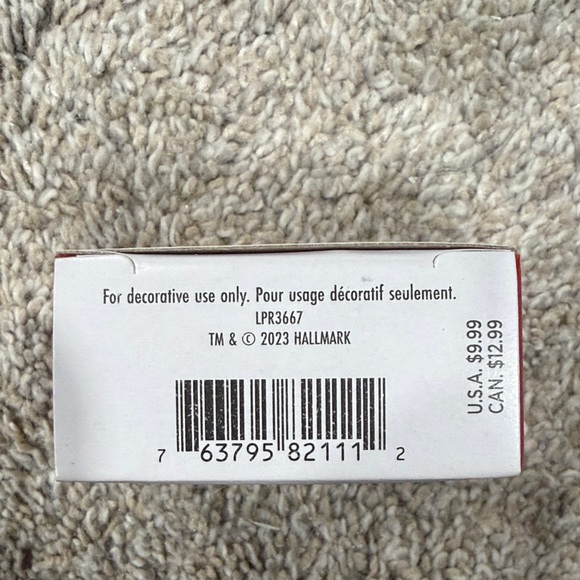 For decorative use only. Pour usage décoratif seulement.
LPR3667
TM & © 2023 HALLMARK
U.S.A. $9.99
CAN. $12.99
7 63795 82111 2